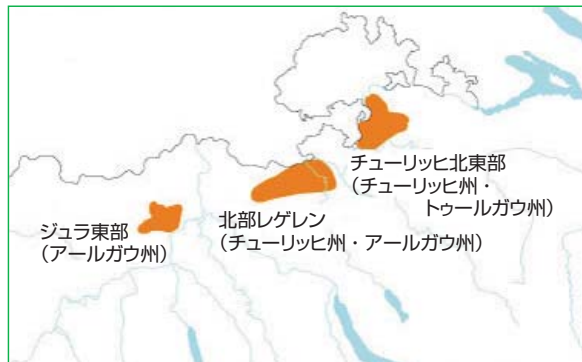 チューリッヒ北東部
（チューリッヒ州・
トゥールガウ州）
北部レゲレン
（チューリッヒ州・アールガウ州）
ジュラ東部
（アールガウ州）